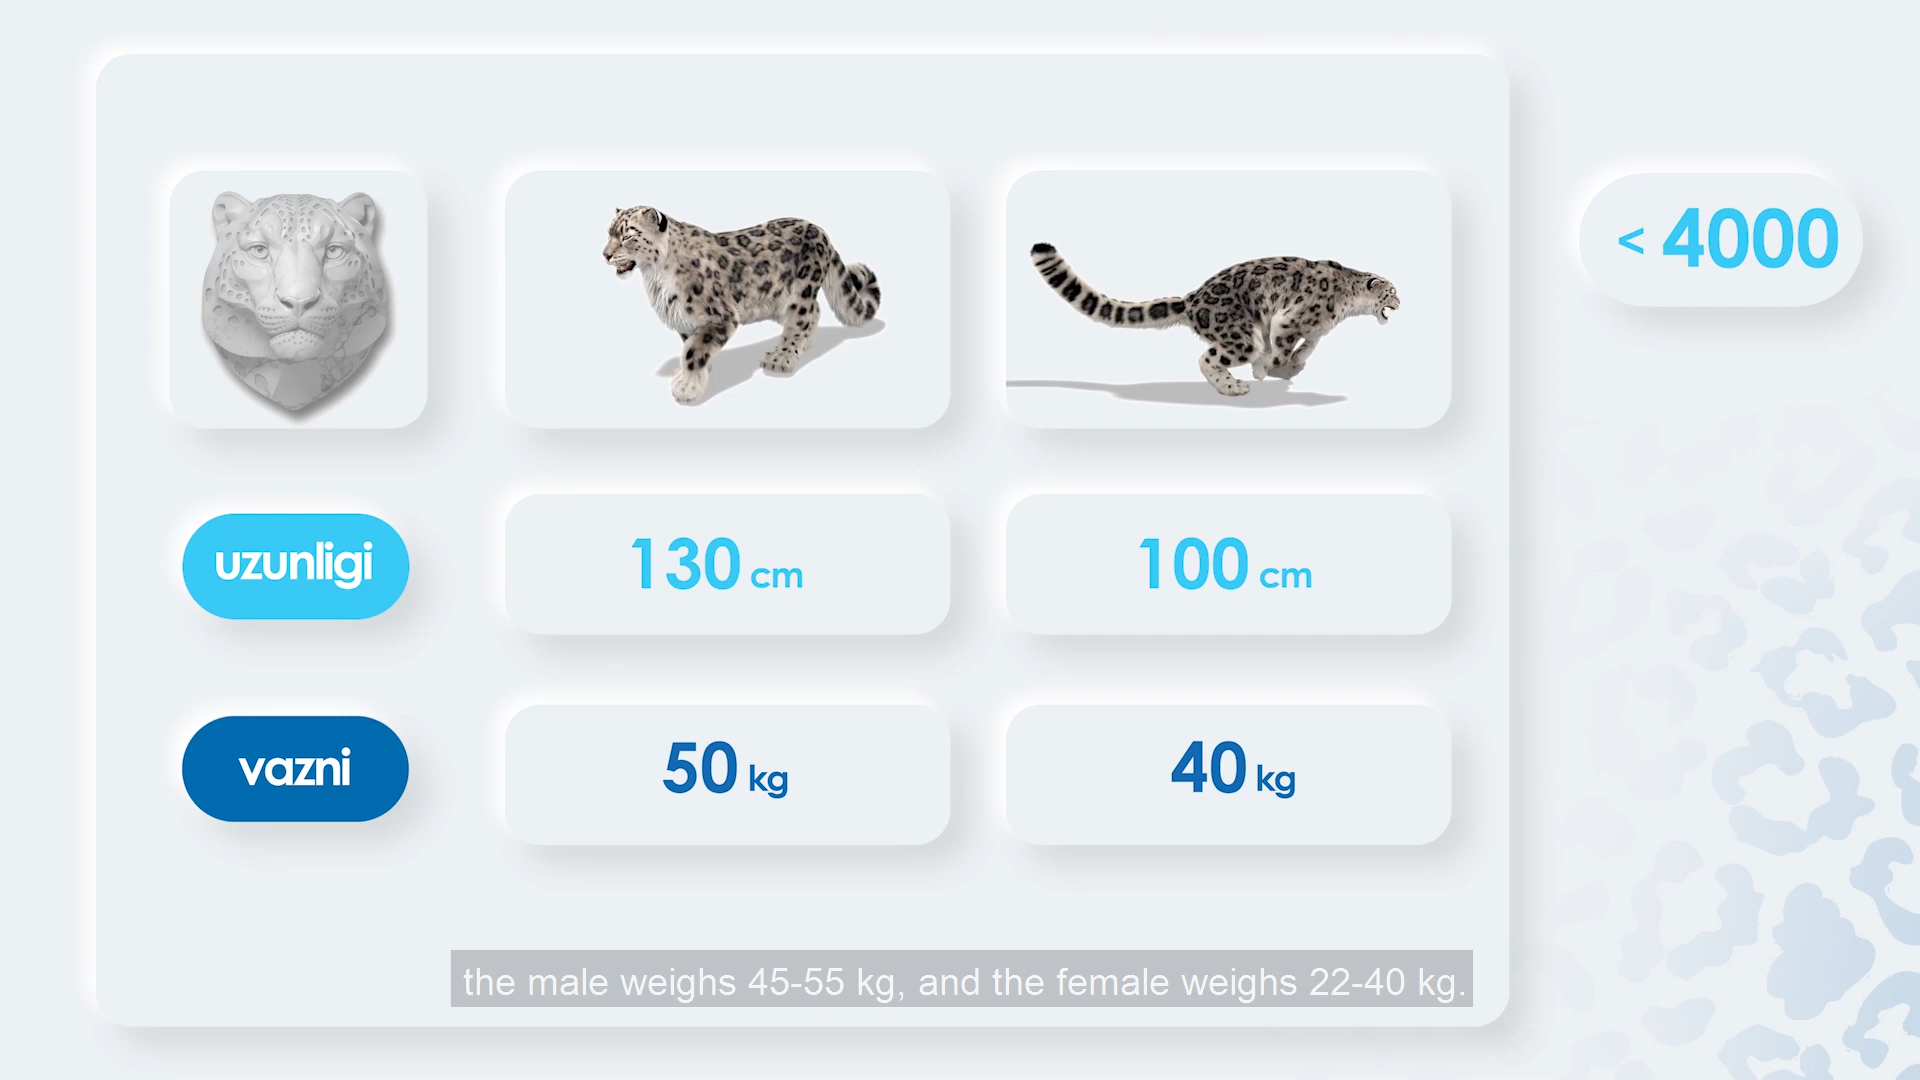 < 4000
uzunligi
130 cm
100 cm
vazni
50 kg
40 kg
the male weighs 45-55 kg, and the female weighs 22-40 kg.